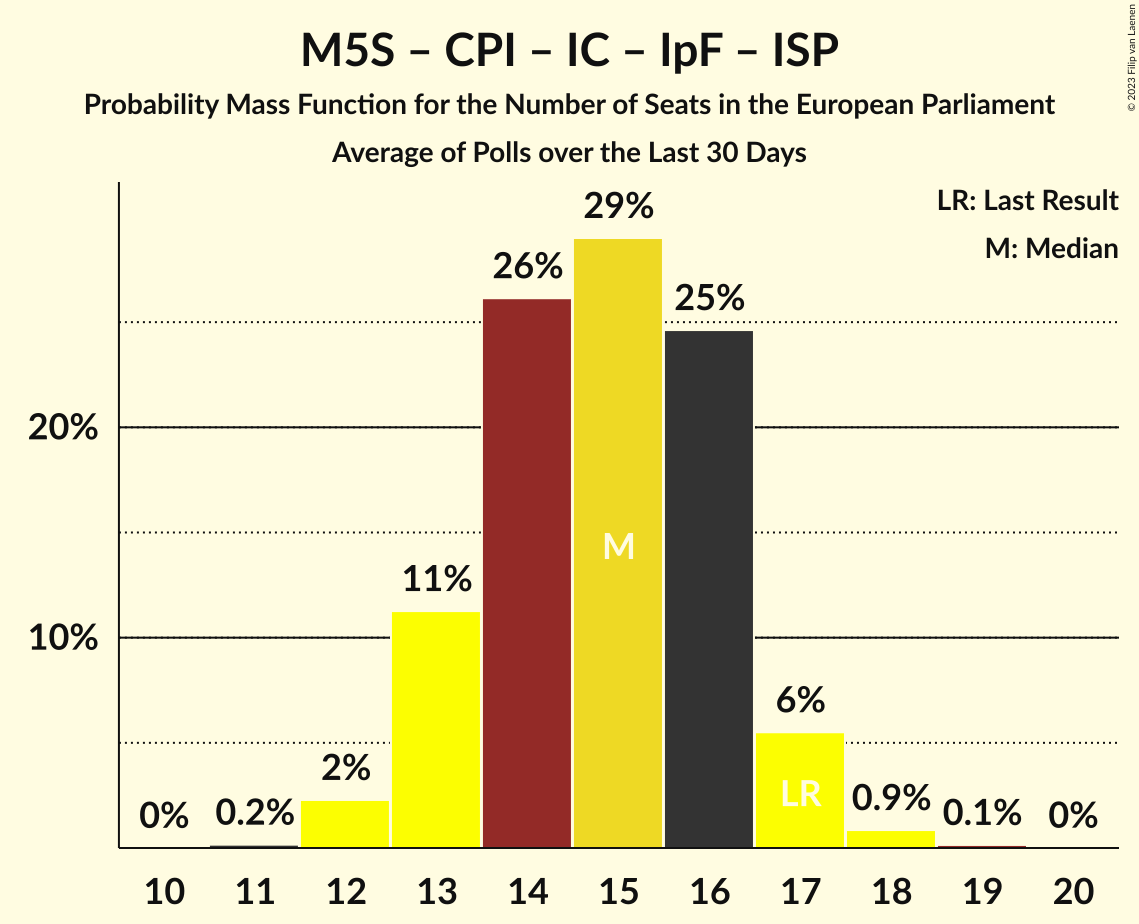 M5S – CPI – IC – IpF – ISP
Probability Mass Function for the Number of Seats in the European Parliament
Average of Polls over the Last 30 Days
© 2023 Filip van Laenen
LR: Last Result
M: Median
29%
26%
25%
20%
M
11%
10%
6%
2%
LR
0%
0.2%
0.9%
0.1%
0%
10 11 12 13 14 15 16 17 18 19 20